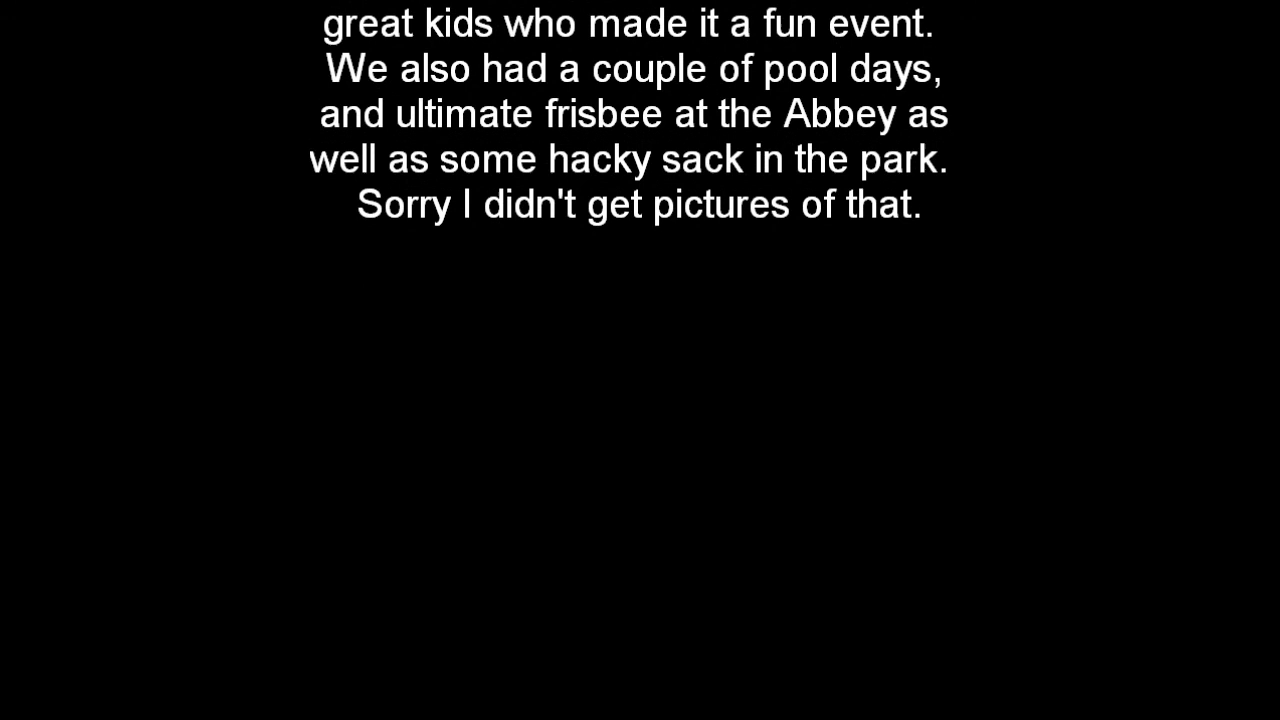 great kids who made it a fun event.
We also had a couple of pool days,
and ultimate frisbee at the Abbey as
well as some hacky sack in the park.
Sorry I didn't get pictures of that.